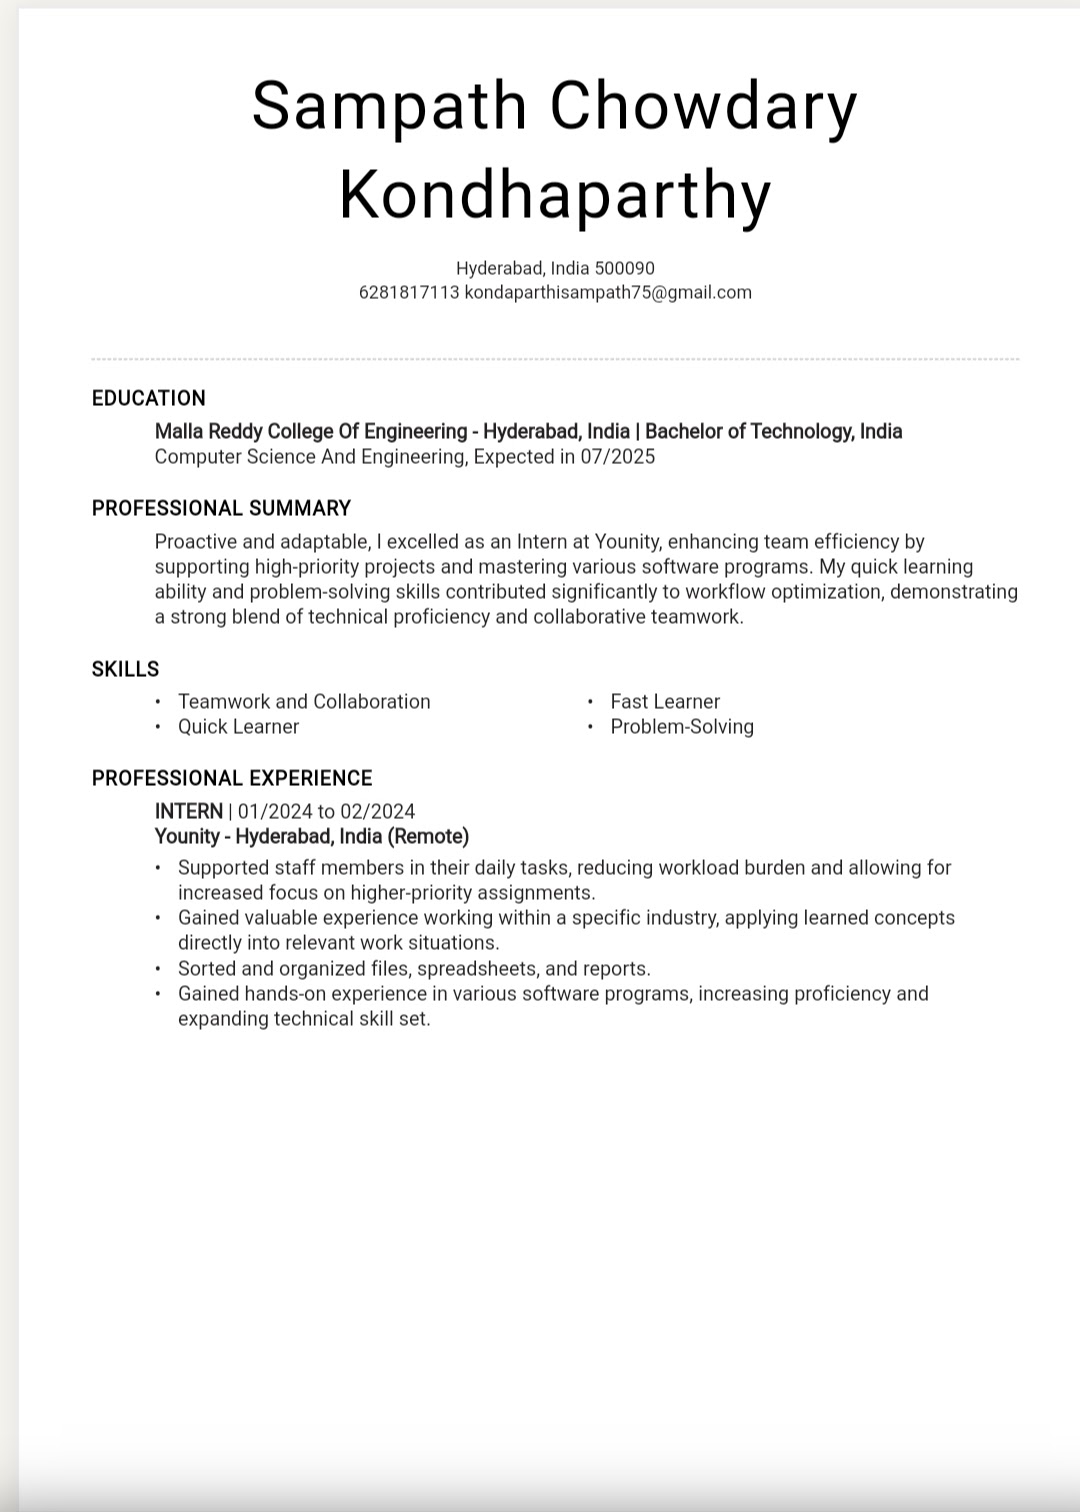 Sampath Chowdary
Kondhaparthy
Hyderabad, India 500090
6281817113 kondaparthisampath75@gmail.com
EDUCATION
Malla Reddy College Of Engineering - Hyderabad, India | Bachelor of Technology, India
Computer Science And Engineering, Expected in 07/2025
PROFESSIONAL SUMMARY
Proactive and adaptable, I excelled as an Intern at Younity, enhancing team efficiency by
supporting high-priority projects and mastering various software programs. My quick learning
ability and problem-solving skills contributed significantly to workflow optimization, demonstrating
a strong blend of technical proficiency and collaborative teamwork.
SKILLS
• Teamwork and Collaboration
• Quick Learner
• Fast Learner
• Problem-Solving
PROFESSIONAL EXPERIENCE
INTERN | 01/2024 to 02/2024
Younity - Hyderabad, India (Remote)
• Supported staff members in their daily tasks, reducing workload burden and allowing for
increased focus on higher-priority assignments.
• Gained valuable experience working within a specific industry, applying learned concepts
directly into relevant work situations.
• Sorted and organized files, spreadsheets, and reports.
• Gained hands-on experience in various software programs, increasing proficiency and
expanding technical skill set.